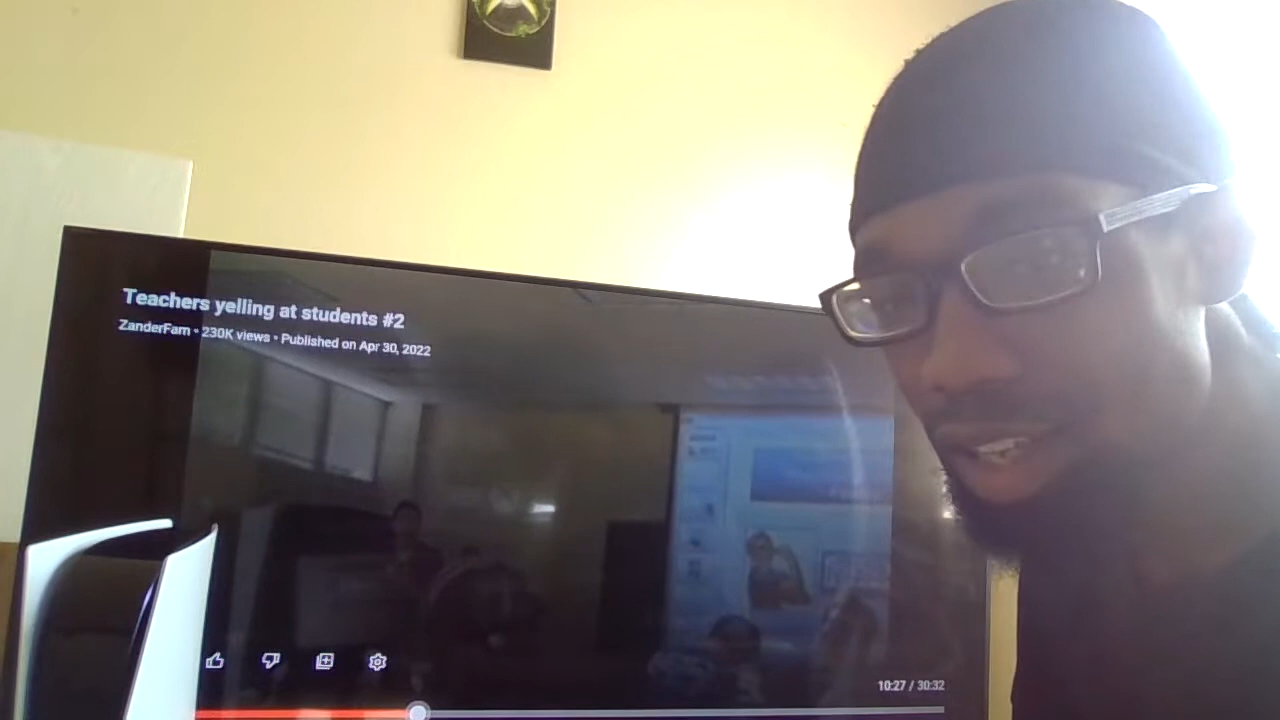 Teachers yelling at students #2
ZanderFam • 230K views • Published on Apr 30, 2022
10:27 / 30:32